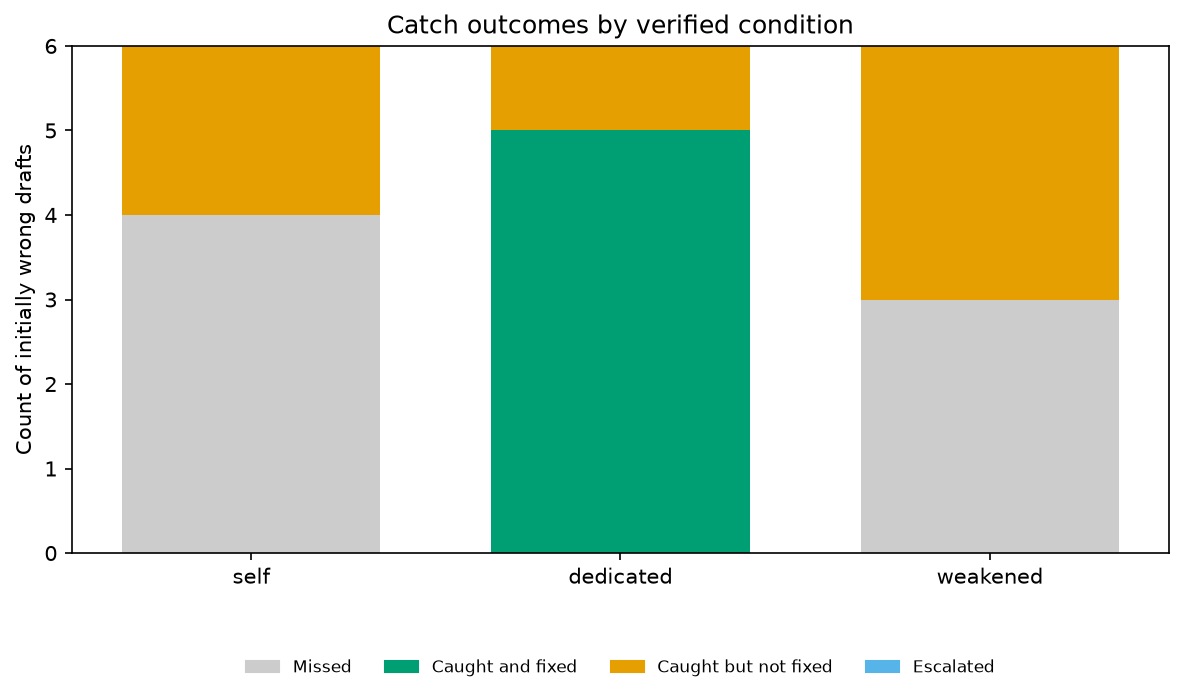 Catch outcomes by verified condition
Count of initially wrong drafts
6
5
4
3
2
1
0
self dedicated weakened
Missed Caught and fixed Caught but not fixed Escalated